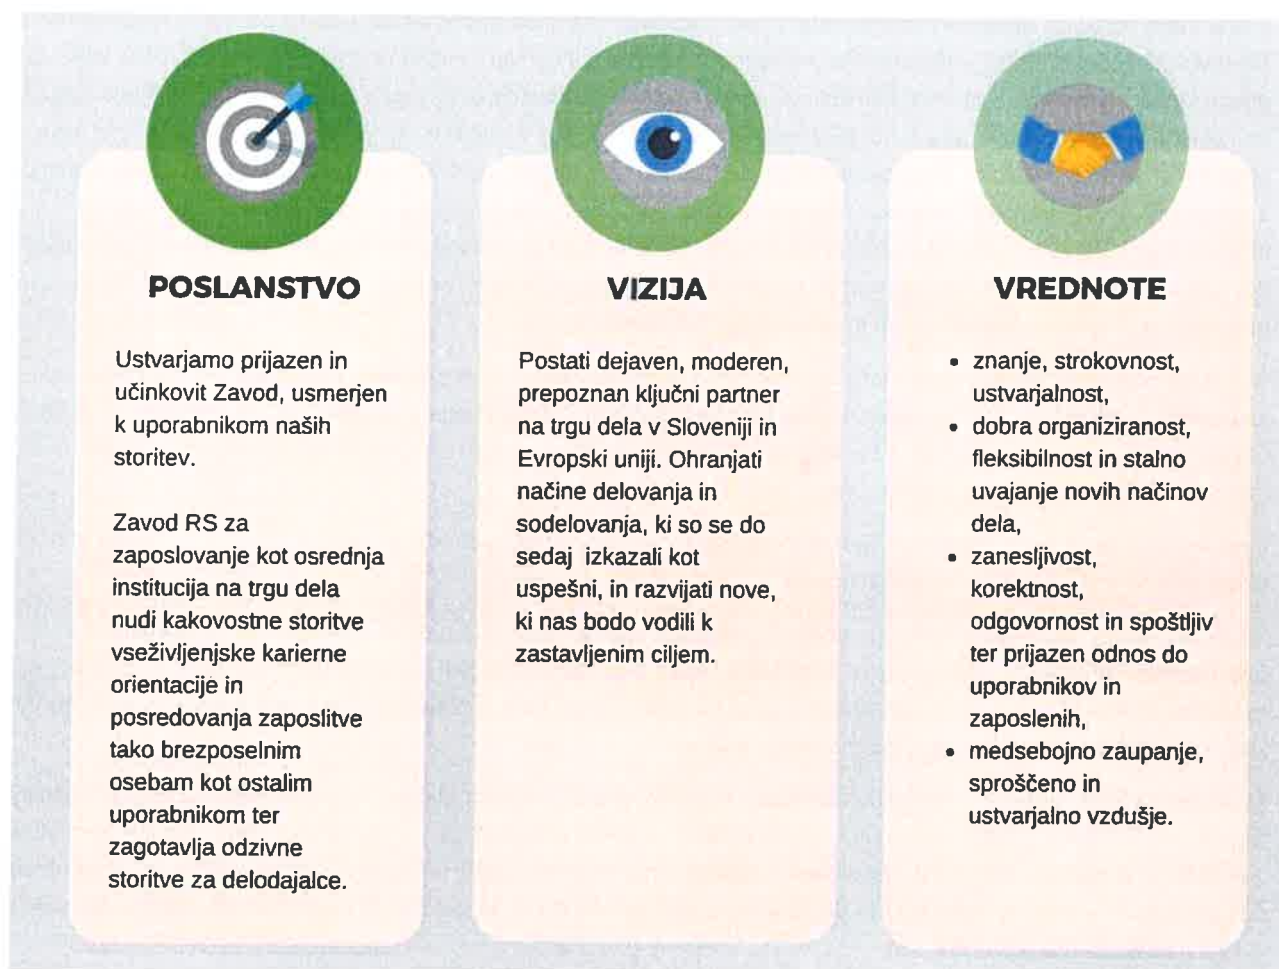 POSLANSTVO
Ustvarjamo prijazen in
učinkovit Zavod, usmerjen
k uporabnikom naših
storitev.
Zavod RS za
zaposlovanje kot osrednja
institucija na trgu dela
nudi kakovostne storitve
vseživljenjske karierne
orientacije in
posredovanja zaposlitve
tako brezposelnim
osebam kot ostalim
uporabnikom ter
zagotavlja odzivne
storitve za delodajalce.
VIZIJA
Postati dejaven, moderen,
prepoznan ključni partner
na trgu dela v Sloveniji in
Evropski uniji. Ohranjati
načine delovanja in
sodelovanja, ki so se do
sedaj izkazali kot
uspešni, in razvijati nove,
ki nas bodo vodili k
zastavljenim ciljem.
VREDNOTE
• znanje, strokovnost,
ustvarjalnost,
• dobra organiziranost,
fleksibilnost in stalno
uvajanje novih načinov
dela,
• zanesljivost,
korektnost,
odgovornost in spoštljiv
ter prijazen odnos do
uporabnikov in
zaposlenih,
• medsebojno zaupanje,
sproščeno in
ustvarjalno vzdušje.